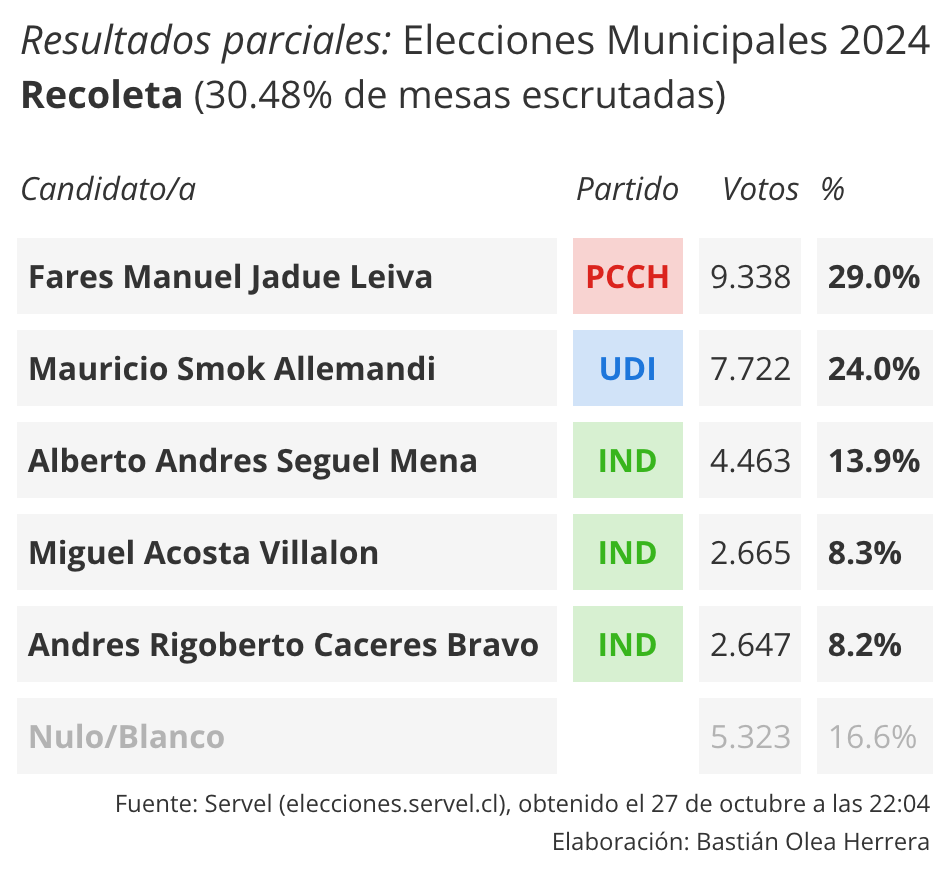 Resultados parciales: Elecciones Municipales 2024
Recoleta (30.48% de mesas escrutadas)
Candidato/a Partido Votos %
Fares Manuel Jadue Leiva PCCH 9.338 29.0%
Mauricio Smok Allemandi UDI 7.722 24.0%
Alberto Andres Seguel Mena IND 4.463 13.9%
Miguel Acosta Villalon IND 2.665 8.3%
Andres Rigoberto Caceres Bravo IND 2.647 8.2%
Nulo/Blanco 5.323 16.6%
Fuente: Servel (elecciones.servel.cl), obtenido el 27 de octubre a las 22:04
Elaboración: Bastián Olea Herrera